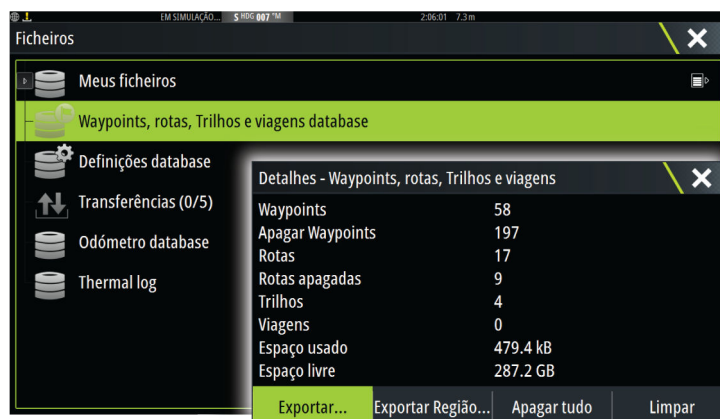 EM SIMULAÇÃO... S HDG 007 °M 2:06:01 7.3 m
Ficheiros
Meus ficheiros
Waypoints, rotas, Trilhos e viagens database
Definições database
Transferências (0/5)
Odómetro database
Thermal log
Detalhes - Waypoints, rotas, Trilhos e viagens
Waypoints 58
Apagar Waypoints 197
Rotas 17
Rotas apagadas 9
Trilhos 4
Viagens 0
Espaço usado 479.4 kB
Espaço livre 287.2 GB
Exportar... Exportar Região... Apagar tudo Limpar